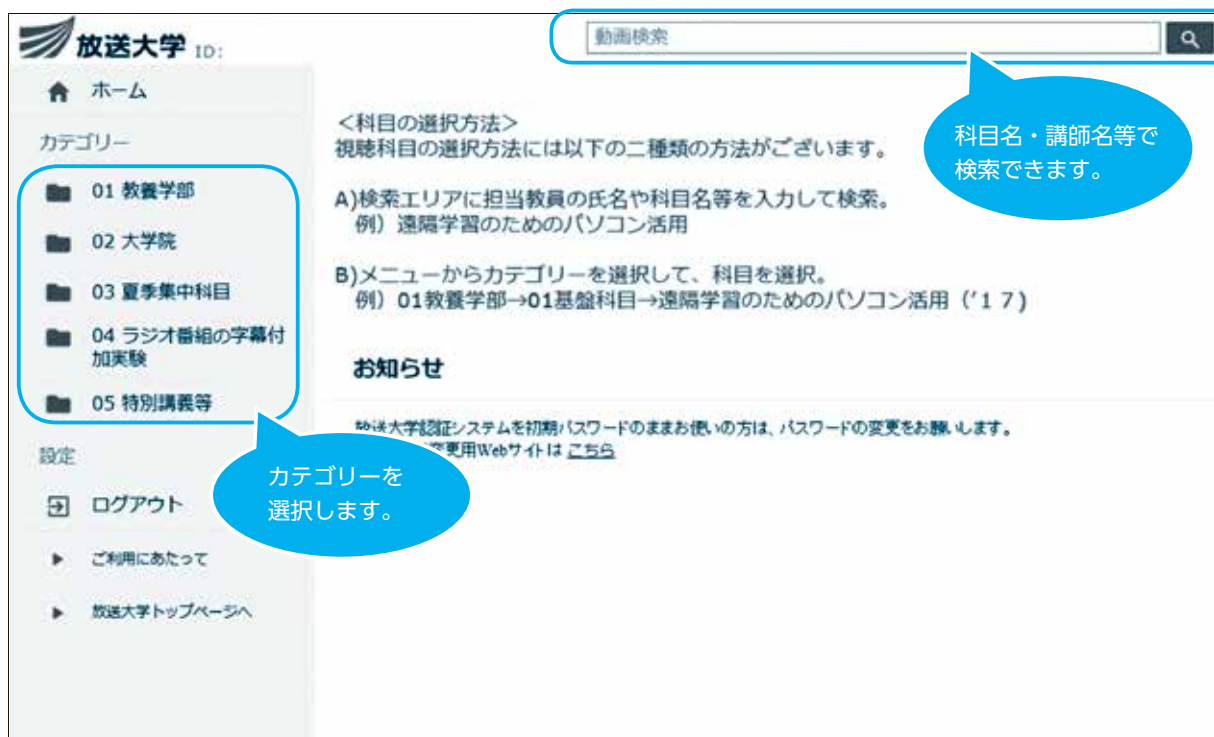 放送大学 ID:
動画検索
ホーム
カテゴリー
01 教養学部
02 大学院
03 夏季集中科目
04 ラジオ番組の字幕付
加実験
05 特別講義等
設定
ログアウト
ご利用にあたって
放送大学トップページへ
科目名・講師名等で
検索できます。
<科目の選択方法>
視聴科目の選択方法には以下の二種類の方法がございます。
A)検索エリアに担当教員の氏名や科目名等を入力して検索。
例）遠隔学習のためのパソコン活用
B)メニューからカテゴリーを選択して、科目を選択。
例）01教養学部→01基盤科目→遠隔学習のためのパソコン活用（'１７）
お知らせ
放送大学認証システムを初期パスワードのままお使いの方は、パスワードの変更をお願いします。
変更用Webサイトは こちら
カテゴリーを
選択します。